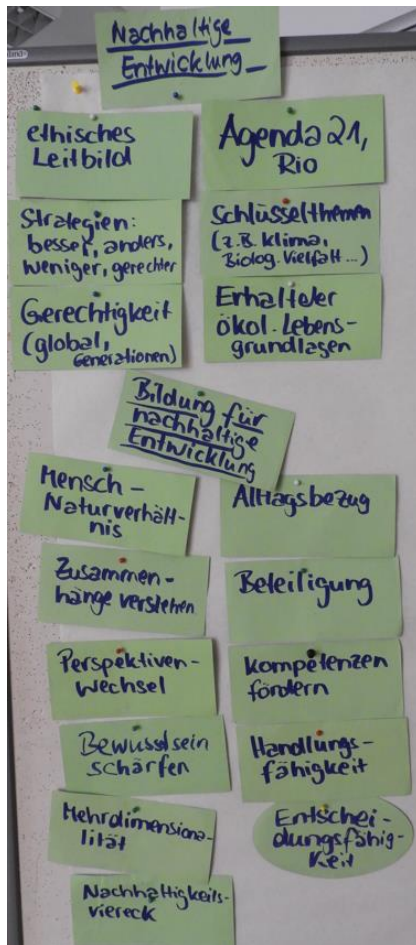 Nachhaltige
Entwicklung
ethisches
Leitbild
Agenda 21,
Rio
Strategien:
besser, anders,
weniger, gerechter
Schlüsselthemen
(z.B. Klima,
Biolog. Vielfalt...)
Gerechtigkeit
(global,
Generationen)
Erhalt der
ökol. Lebens-
grundlagen
Bildung für
nachhaltige
Entwicklung
Mensch -
Naturverhält-
nis
Alltagsbezug
Zusammen-
hänge verstehen
Beteiligung
Perspektiven-
wechsel
Kompetenzen
fördern
Bewusstsein
schärfen
Handlungs-
fähigkeit
Mehrdimensiona-
lität
Entschei-
dungsfähig-
keit
Nachhaltigkeits-
viereck